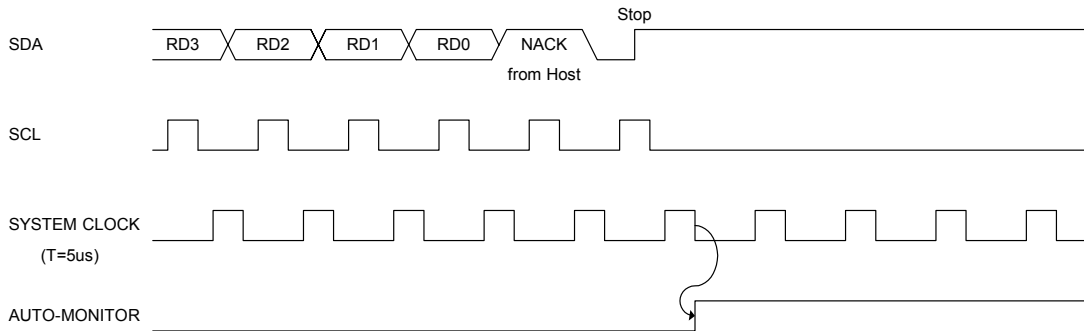 Stop
SDA RD3 RD2 RD1 RD0 NACK
from Host
SCL
SYSTEM CLOCK
(T=5us)
AUTO-MONITOR